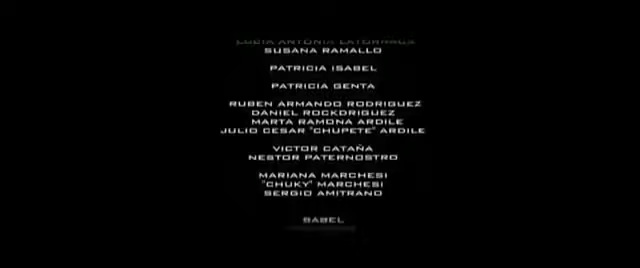 SUSANA RAMALLO
PATRICIA ISABEL
PATRICIA GENTA
RUBEN ARMANDO RODRIGUEZ
DANIEL ROCKDRIGUEZ
MARTA RAMONA ARDILE
JULIO CESAR "CHUPETE" ARDILE
VICTOR CATAÑA
NESTOR PATERNOSTRO
MARIANA MARCHESI
"CHUKY" MARCHESI
SERGIO AMITRANO
BABEL